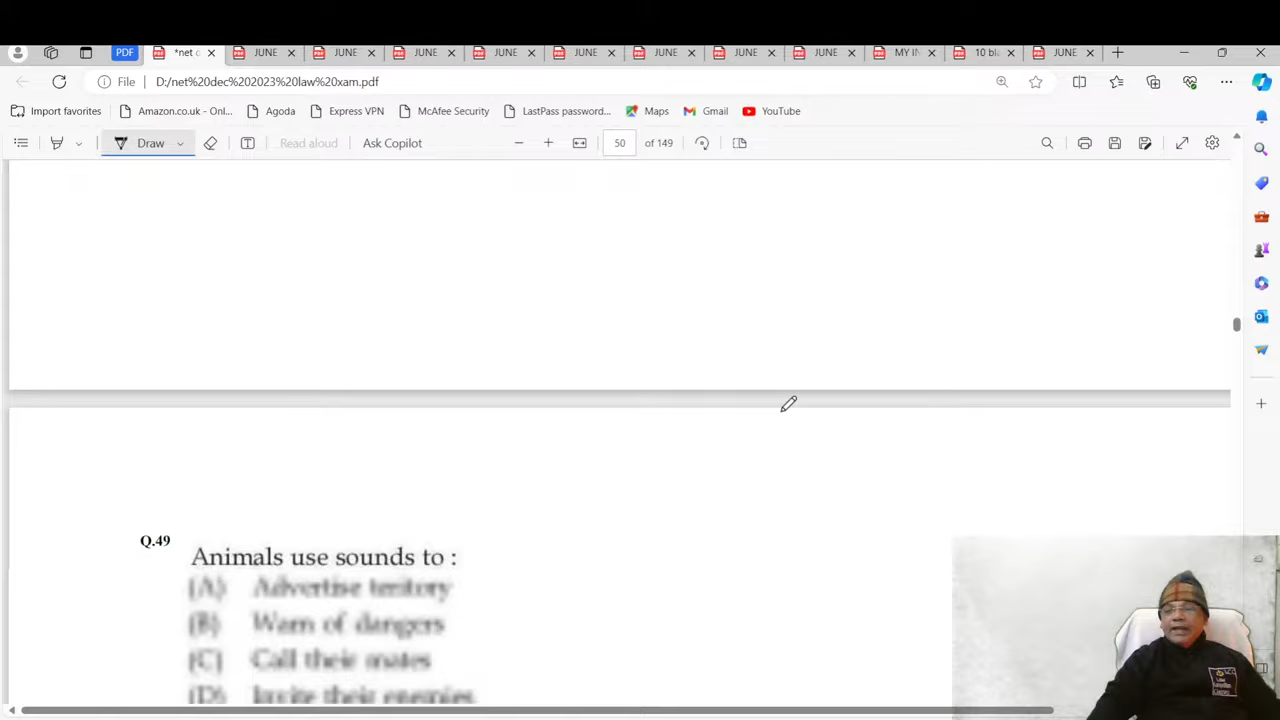 PDF
*net d
JUNE
JUNE
JUNE
JUNE
JUNE
JUNE
JUNE
JUNE
MY IN
10 bl
JUNE
File
D:/net%20dec%202023%20law%20xam.pdf
Import favorites
Amazon.co.uk - Onl...
Agoda
Express VPN
McAfee Security
LastPass password...
Maps
Gmail
YouTube
Draw
Read aloud
Ask Copilot
50
of 149
Q.49
Animals use sounds to :
(A) Advertise teritory
(B) Warn of dangers
(C) Call their mates
(D) Invite their enemies